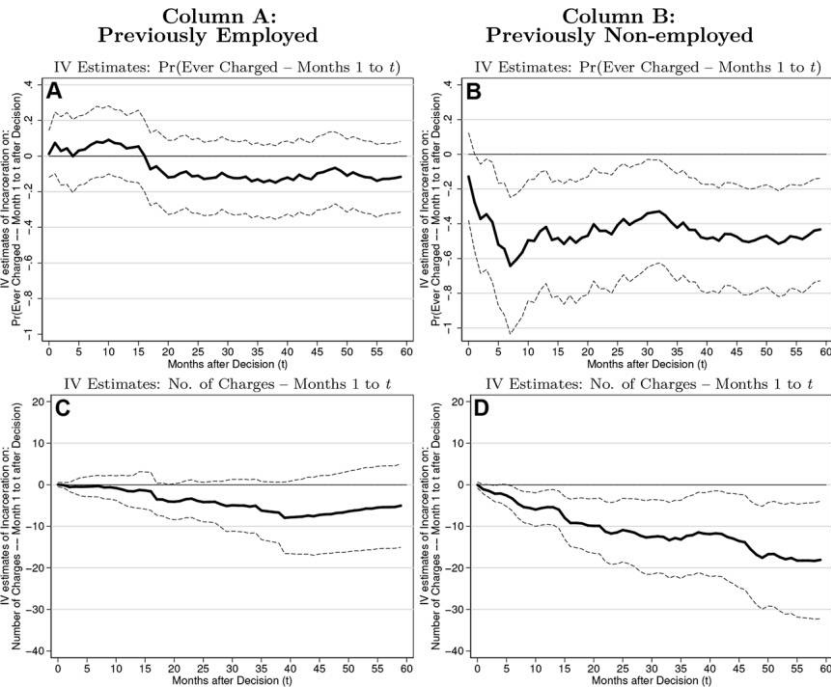 Column A:
Previously Employed
Column B:
Previously Non-employed
IV Estimates: Pr(Ever Charged – Months 1 to t)
A
IV estimates of Incarceration on:
Pr(Ever Charged –– Month 1 to t after Decision)
.4
.2
0
-.2
-.4
-.6
-.8
-1
0 5 10 15 20 25 30 35 40 45 50 55 60
Months after Decision (t)
IV Estimates: Pr(Ever Charged – Months 1 to t)
B
IV estimates of Incarceration on:
Pr(Ever Charged –– Month 1 to t after Decision)
.4
.2
0
-.2
-.4
-.6
-.8
-1
0 5 10 15 20 25 30 35 40 45 50 55 60
Months after Decision (t)
IV Estimates: No. of Charges – Months 1 to t
C
IV estimates of Incarceration on:
Number of Charges –– Month 1 to t after Decision)
20
10
0
-10
-20
-30
-40
0 5 10 15 20 25 30 35 40 45 50 55 60
Months after Decision (t)
IV Estimates: No. of Charges – Months 1 to t
D
IV estimates of Incarceration on:
Number of Charges –– Month 1 to t after Decision)
20
10
0
-10
-20
-30
-40
0 5 10 15 20 25 30 35 40 45 50 55 60
Months after Decision (t)